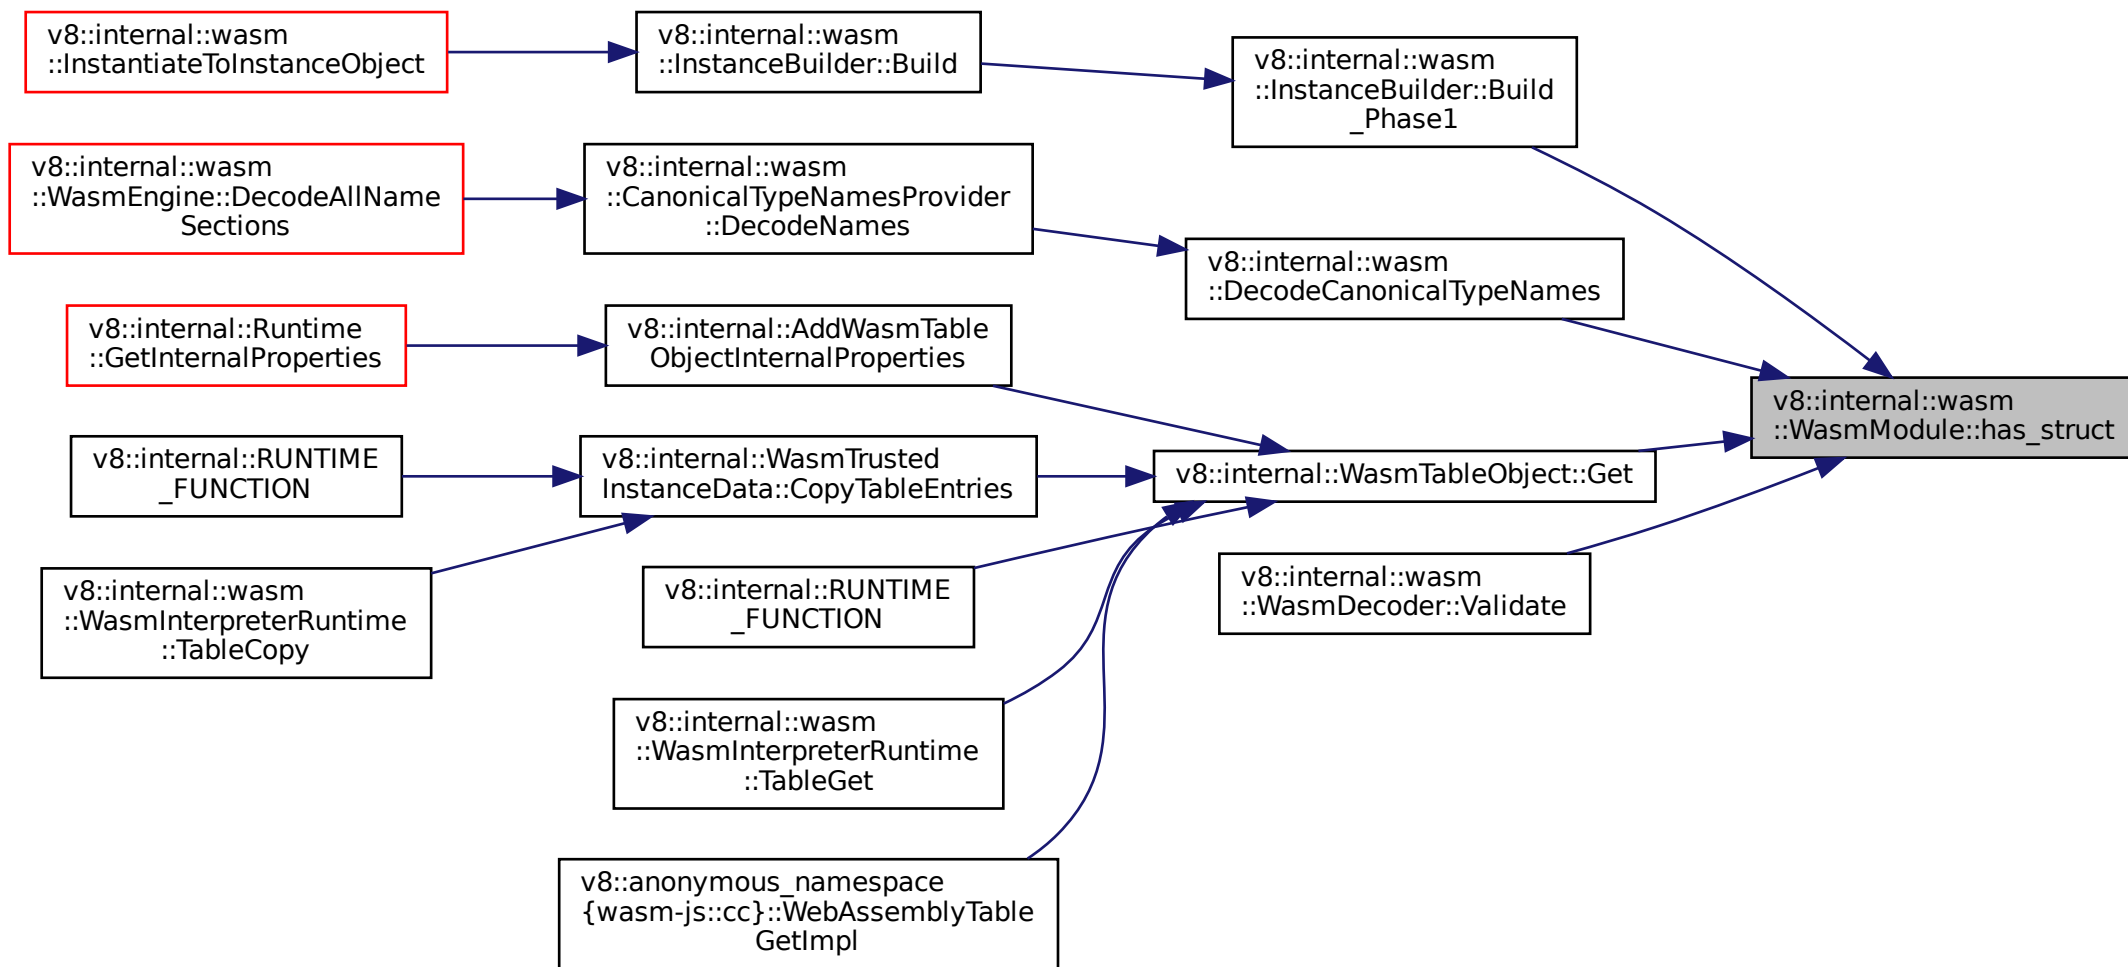 v8::internal::wasm
::InstantiateToInstanceObject
v8::internal::wasm
::InstanceBuilder::Build
v8::internal::wasm
::InstanceBuilder::Build
_Phase1
v8::internal::wasm
::WasmEngine::DecodeAllName
Sections
v8::internal::wasm
::CanonicalTypeNamesProvider
::DecodeNames
v8::internal::wasm
::DecodeCanonicalTypeNames
v8::internal::Runtime
::GetInternalProperties
v8::internal::AddWasmTable
ObjectInternalProperties
v8::internal::wasm
::WasmModule::has_struct
v8::internal::RUNTIME
_FUNCTION
v8::internal::WasmTrusted
InstanceData::CopyTableEntries
v8::internal::WasmTableObject::Get
v8::internal::wasm
::WasmInterpreterRuntime
::TableCopy
v8::internal::RUNTIME
_FUNCTION
v8::internal::wasm
::WasmDecoder::Validate
v8::internal::wasm
::WasmInterpreterRuntime
::TableGet
v8::anonymous_namespace
{wasm-js::cc}::WebAssemblyTable
GetImpl